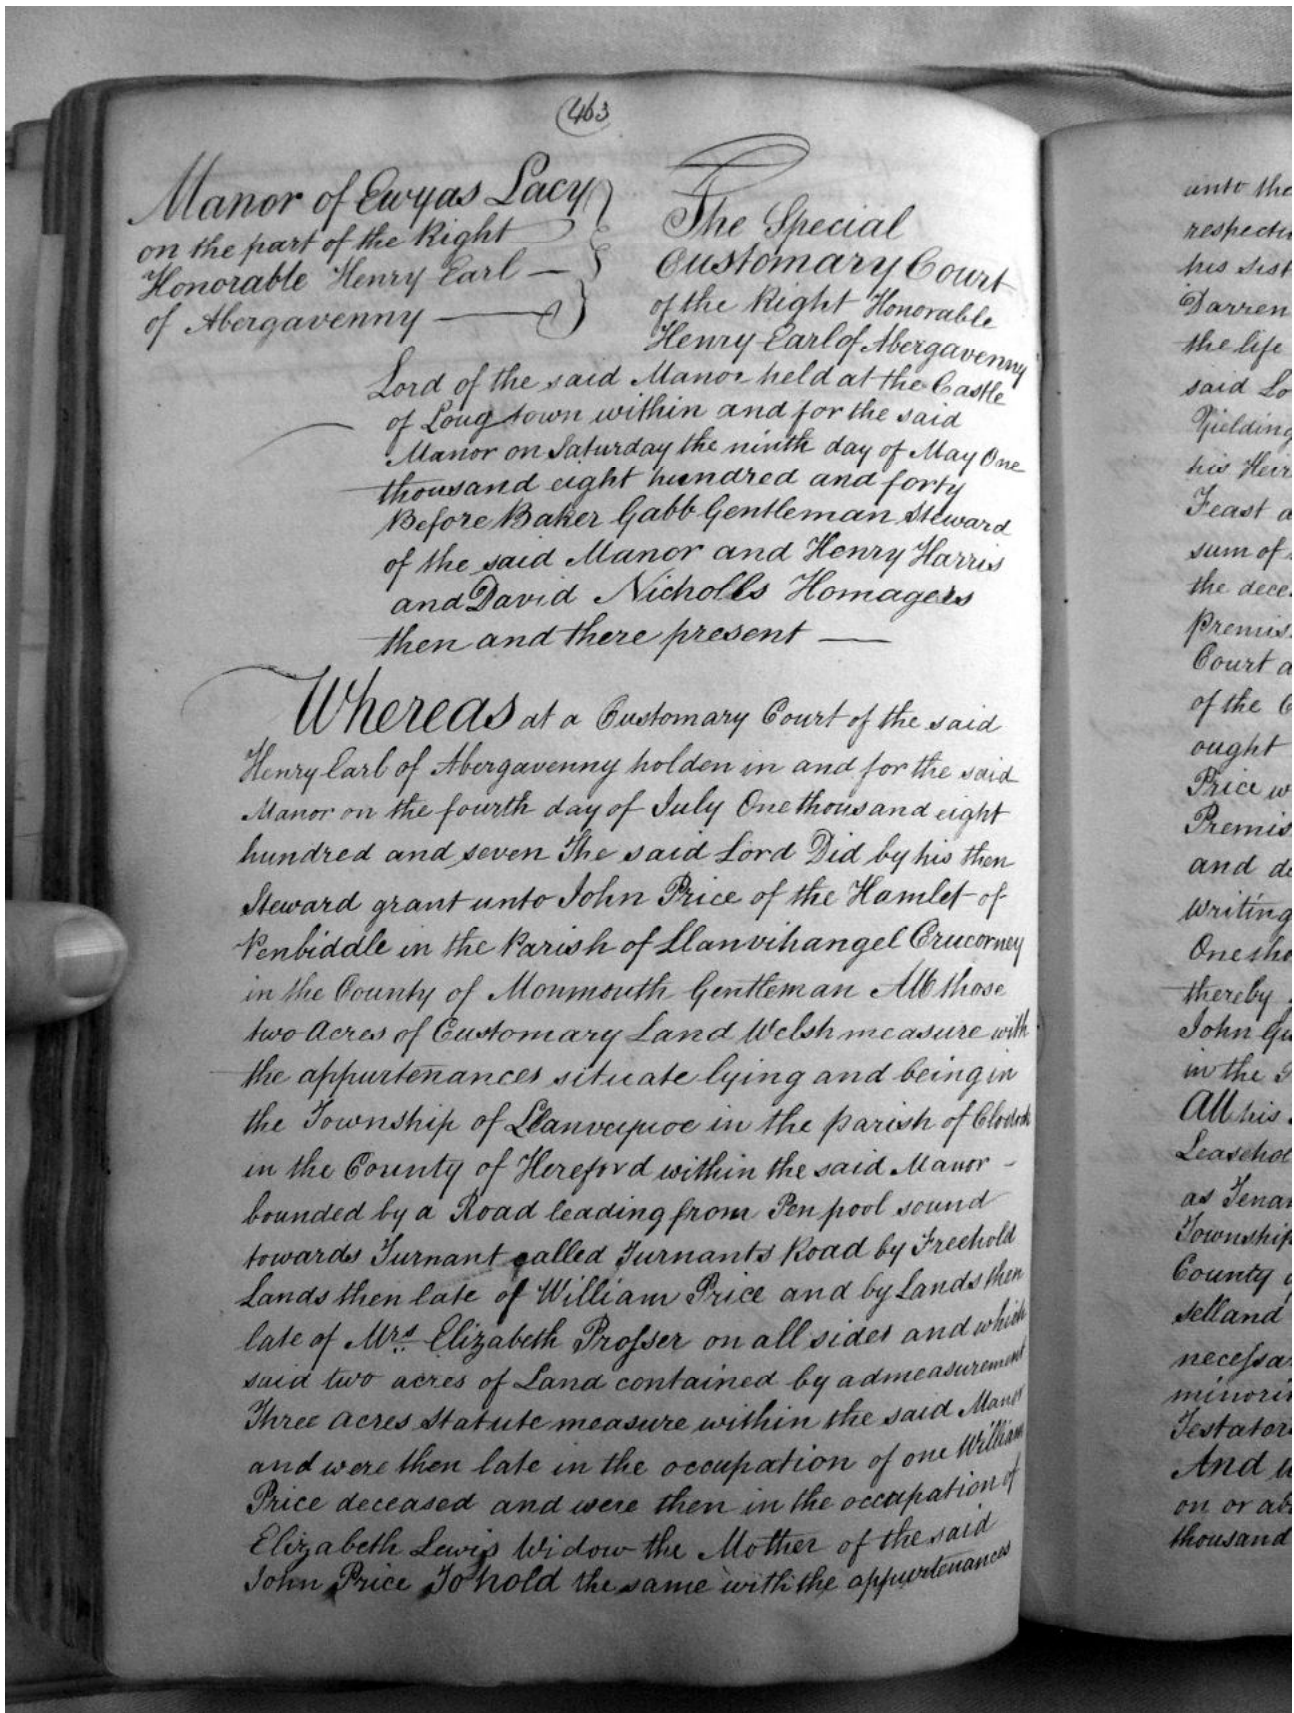 463
Manor of Ewyas Lacy
on the part of the Right
Honorable Henry Earl
of Abergavenny
The Special
Customary Court
of the Right Honorable
Henry Earl of Abergavenny
Lord of the said Manor held at the Castle
of Longtown within and for the said
Manor on Saturday the ninth day of May One
thousand eight hundred and forty
Before Baker Gabb Gentleman Steward
of the said Manor and Henry Harris
and David Nicholls Homagers
then and there present
Whereas at a Customary Court of the said
Henry Earl of Abergavenny holden in and for the said
Manor on the fourth day of July One thousand eight
hundred and seven The said Lord Did by his then
Steward grant unto John Price of the Hamlet of
Penbiddle in the Parish of Llanvihangel Crucorney
in the County of Monmouth Gentleman All those
two acres of Customary Land Welsh measure with
the appurtenances situate lying and being in
the Township of Llanveynoe in the parish of Clodock
in the County of Hereford within the said Manor
bounded by a Road leading from Pen pool sound
towards Turnant called Turnants Road by Freehold
Lands then late of William Price and by Lands then
late of Mrs Elizabeth Prosser on all sides and which
said two acres of Land contained by admeasurement
Three acres Statute measure within the said Manor
and were then late in the occupation of one William
Price deceased and were then in the occupation of
Elizabeth Lewis Widow the Mother of the said
John Price To hold the same with the appurtenances
unto the
his
Darren
the life
said
Yielding
his
Feast
sum of
the
Court
of the
ought
Price
and
writing
thereby
John
in the
All his
as
County
And
on or
thousand